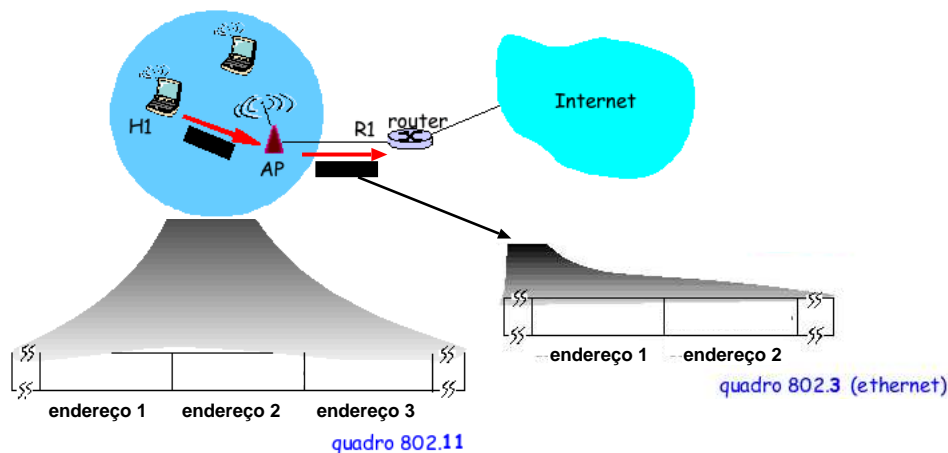 Internet
R1 router
H1
AP
endereço 1 endereço 2
quadro 802.3 (ethernet)
endereço 1 endereço 2 endereço 3
quadro 802.11